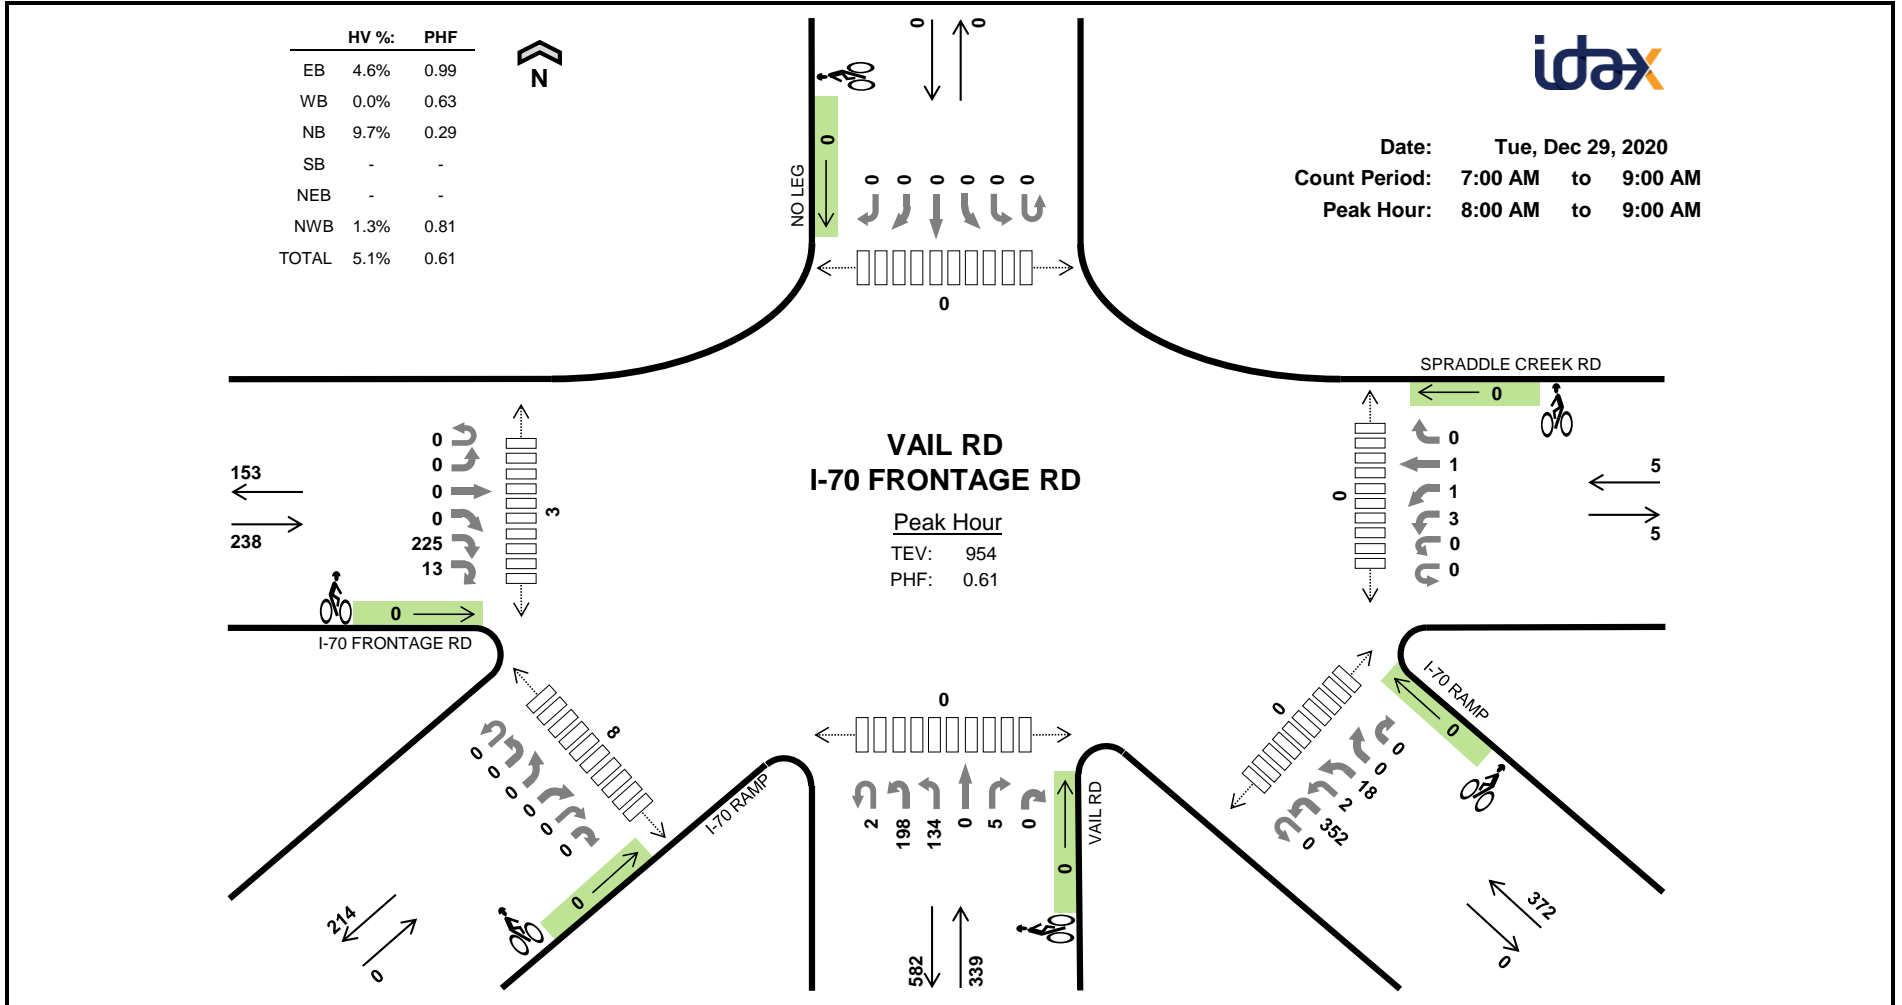 HV %: PHF
EB 4.6% 0.99
WB 0.0% 0.63
NB 9.7% 0.29
SB - -
NEB - -
NWB 1.3% 0.81
TOTAL 5.1% 0.61
N
idax
Date: Tue, Dec 29, 2020
Count Period: 7:00 AM to 9:00 AM
Peak Hour: 8:00 AM to 9:00 AM
0 0
0
NO LEG
0 0 0 0 0 0
0
SPRADDLE CREEK RD
0
0
0
0
0
225
13
153
238
3
0
I-70 FRONTAGE RD
VAIL RD
I-70 FRONTAGE RD
Peak Hour
TEV: 954
PHF: 0.61
0
0
1
1
3
0
0
5
5
8
0 0 0 0 0 0
I-70 RAMP
0
214
0
0
2 198 134 0 5 0
0
VAIL RD
582 339
0
I-70 RAMP
0
0 0 18 2 352 0
372
0